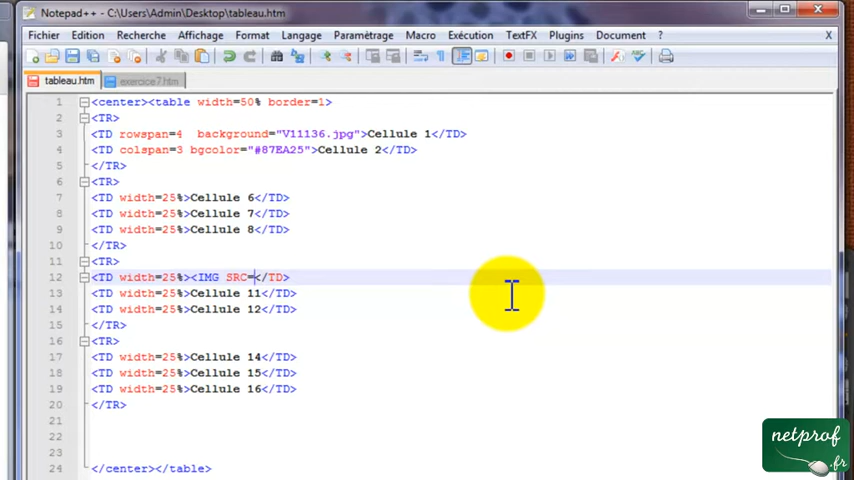 Notepad++ - C:\Users\Admin\Desktop\tableau.htm
Fichier Edition Recherche Affichage Format Langage Paramétrage Macro Exécution TextFX Plugins Document ? X
tableau.htm exercice7.htm
1 <center><table width=50% border=1>
2 <TR>
3 <TD rowspan=4  background="V11136.jpg">Cellule 1</TD>
4 <TD colspan=3 bgcolor="#87EA25">Cellule 2</TD>
5 </TR>
6 <TR>
7 <TD width=25%>Cellule 6</TD>
8 <TD width=25%>Cellule 7</TD>
9 <TD width=25%>Cellule 8</TD>
10 </TR>
11 <TR>
12 <TD width=25%><IMG SRC=</TD>
13 <TD width=25%>Cellule 11</TD>
14 <TD width=25%>Cellule 12</TD>
15 </TR>
16 <TR>
17 <TD width=25%>Cellule 14</TD>
18 <TD width=25%>Cellule 15</TD>
19 <TD width=25%>Cellule 16</TD>
20 </TR>
21
22
23
24 </center></table>
netprof
.fr